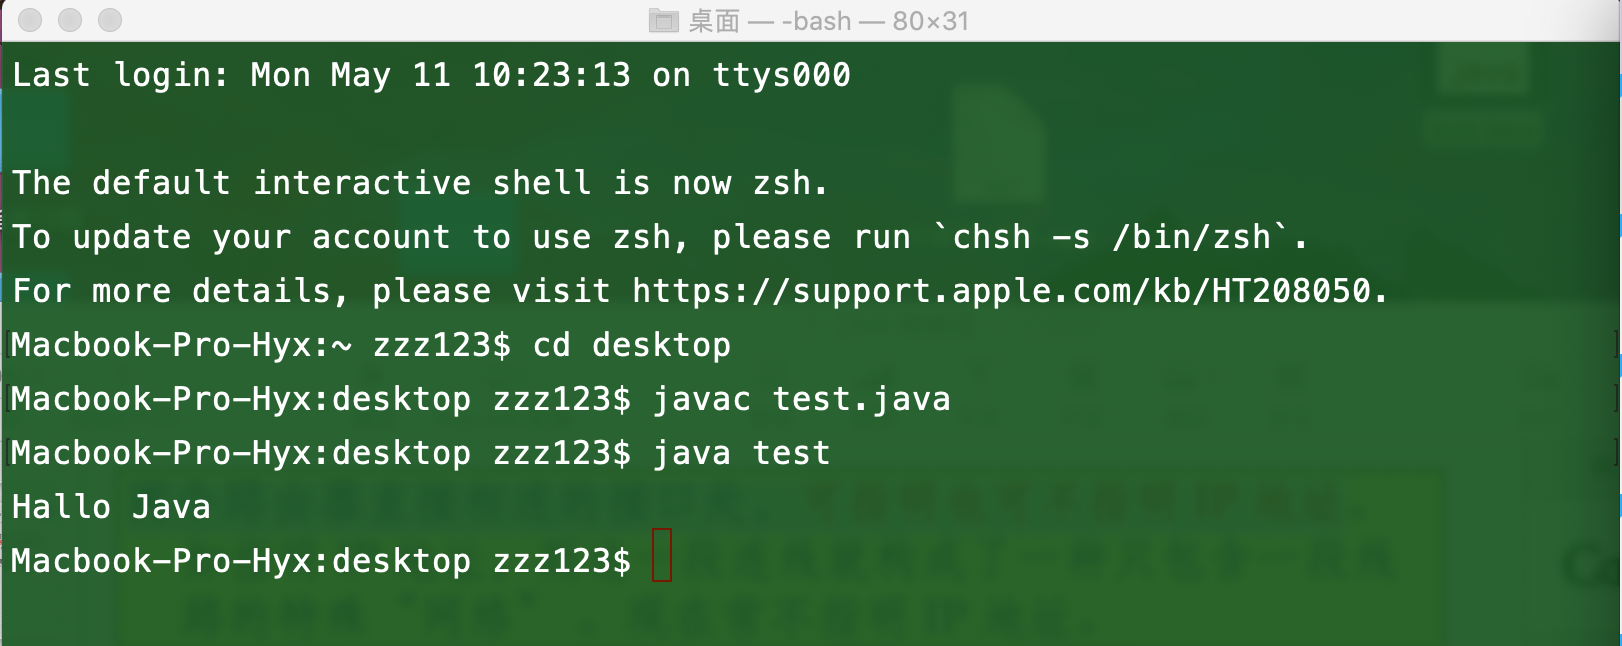 桌面 — -bash — 80×31
Last login: Mon May 11 10:23:13 on ttys000
The default interactive shell is now zsh.
To update your account to use zsh, please run `chsh -s /bin/zsh`.
For more details, please visit https://support.apple.com/kb/HT208050.
[Macbook-Pro-Hyx:~ zzz123$ cd desktop ]
[Macbook-Pro-Hyx:desktop zzz123$ javac test.java ]
[Macbook-Pro-Hyx:desktop zzz123$ java test ]
Hallo Java
Macbook-Pro-Hyx:desktop zzz123$